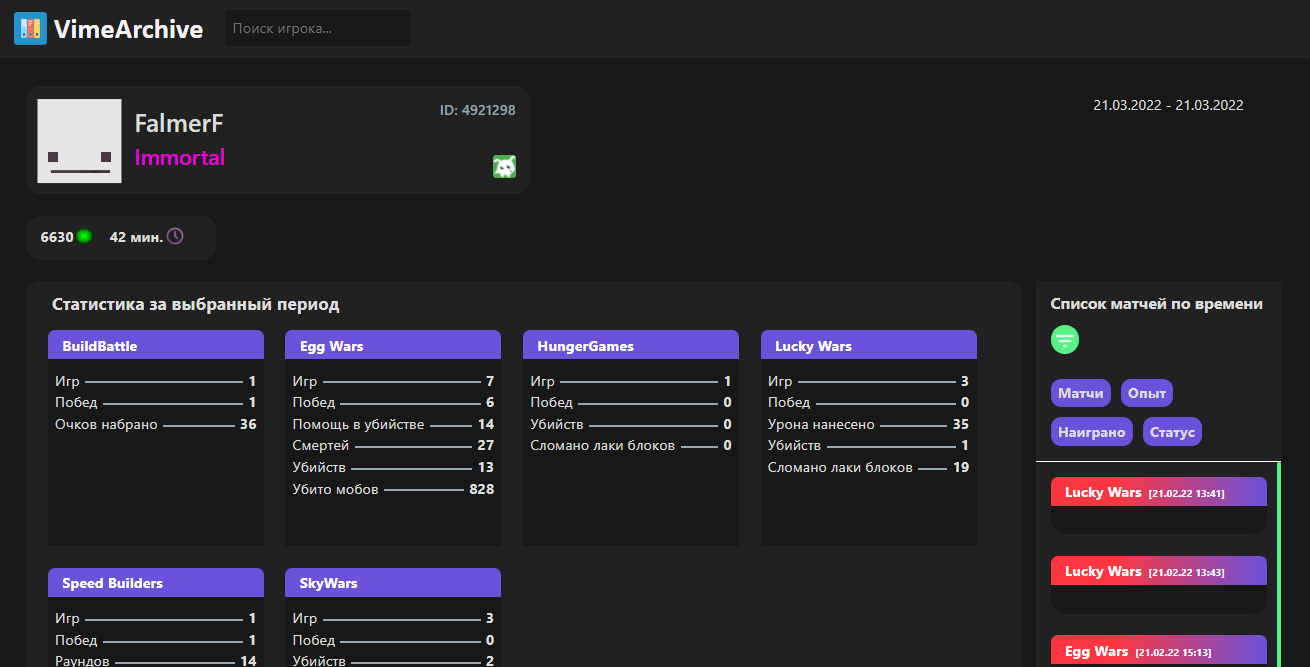 VimeArchive
Поиск игрока...
FalmerF
ID: 4921298
Immortal
21.03.2022 - 21.03.2022
6630 42 мин.
Статистика за выбранный период
BuildBattle
Игр 1
Побед 1
Очков набрано 36
Egg Wars
Игр 7
Побед 6
Помощь в убийстве 14
Смертей 27
Убийств 13
Убито мобов 828
HungerGames
Игр 1
Побед 0
Убийств 0
Сломано лаки блоков 0
Lucky Wars
Игр 3
Побед 0
Урона нанесено 35
Убийств 1
Сломано лаки блоков 19
Speed Builders
Игр 1
Побед 1
Раундов 14
SkyWars
Игр 3
Побед 0
Убийств 2
Список матчей по времени
Матчи Опыт
Наиграно Статус
Lucky Wars [21.02.22 13:41]
Lucky Wars [21.02.22 13:43]
Egg Wars [21.02.22 15:13]